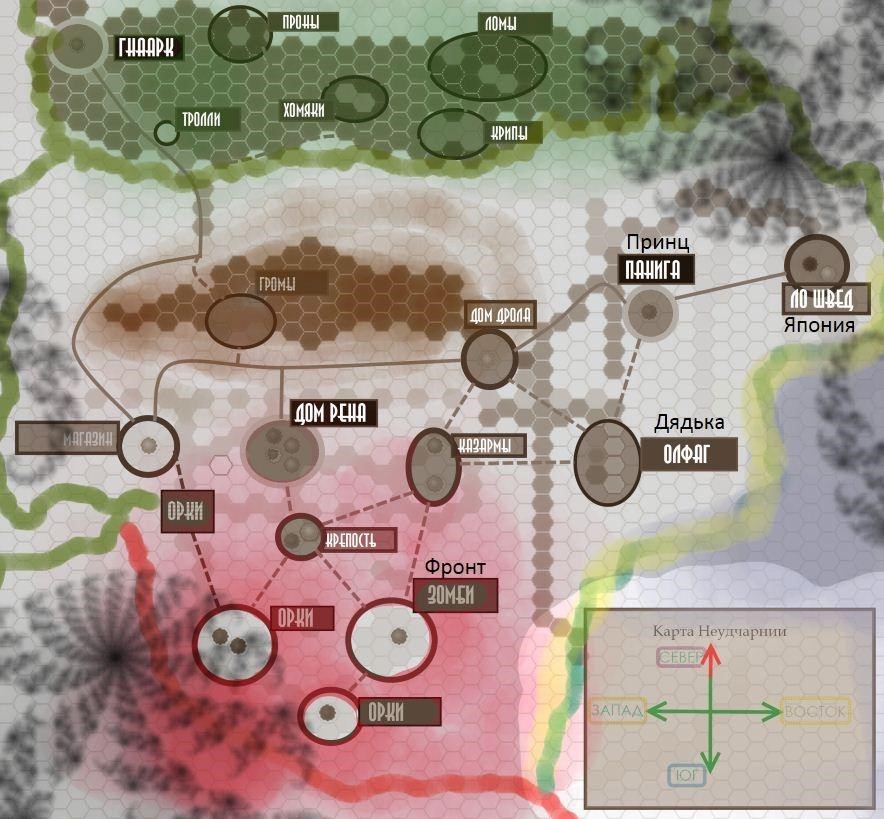 ПРОНЫ
ЛОМЫ
ГНААРК
ХОМЯКИ
ТРОЛЛИ
КРИПЫ
Принц
ПАНИГА
ГРОМЫ
ЛО ШВЕД
Япония
ДОМ ДРОЛА
ДОМ РЕНА
Дядька
ОЛФАГ
МАГАЗИН
КАЗАРМЫ
ОРКИ
КРЕПОСТЬ
Фронт
ЗОМБИ
ОРКИ
ОРКИ
Карта Неудчарнии
СЕВЕР
ЗАПАД
ВОСТОК
ЮГ